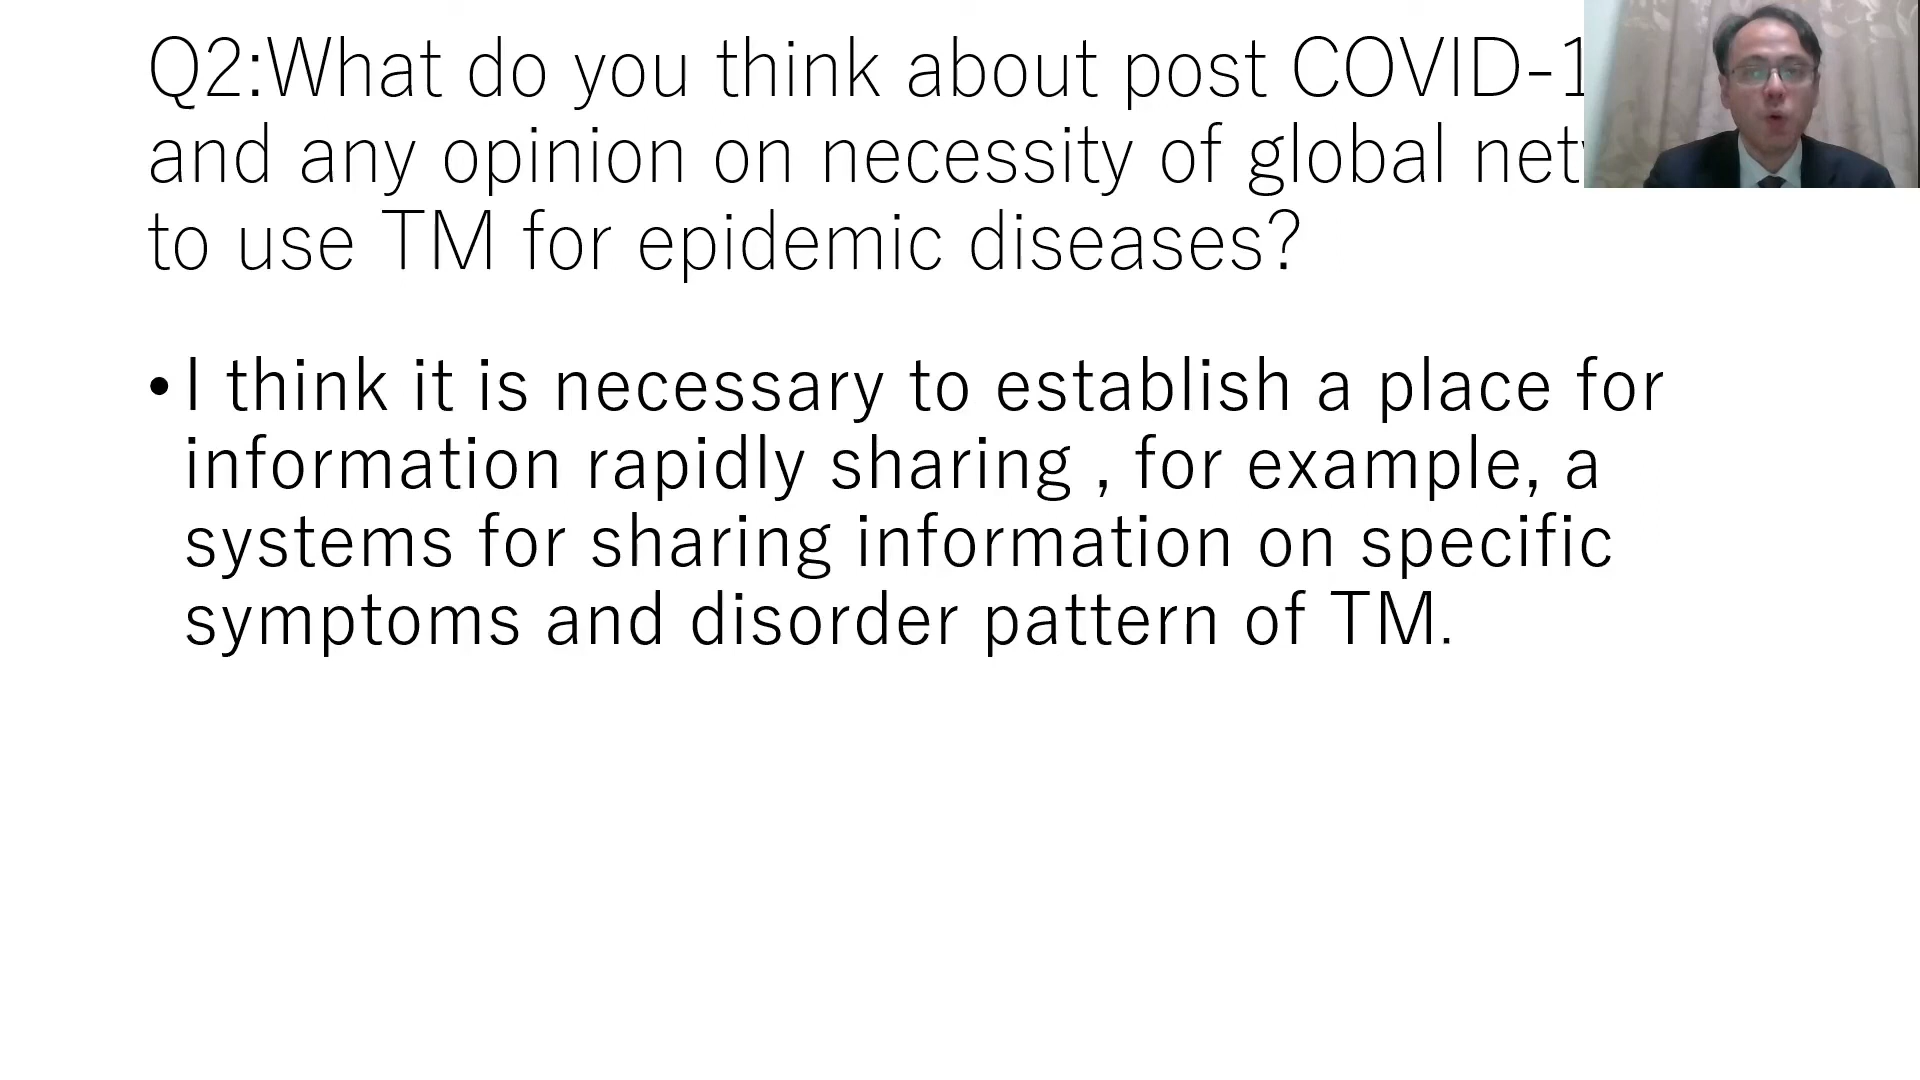 Q2:What do you think about post COVID-1
and any opinion on necessity of global
to use TM for epidemic diseases?
• I think it is necessary to establish a place for
information rapidly sharing , for example, a
systems for sharing information on specific
symptoms and disorder pattern of TM.